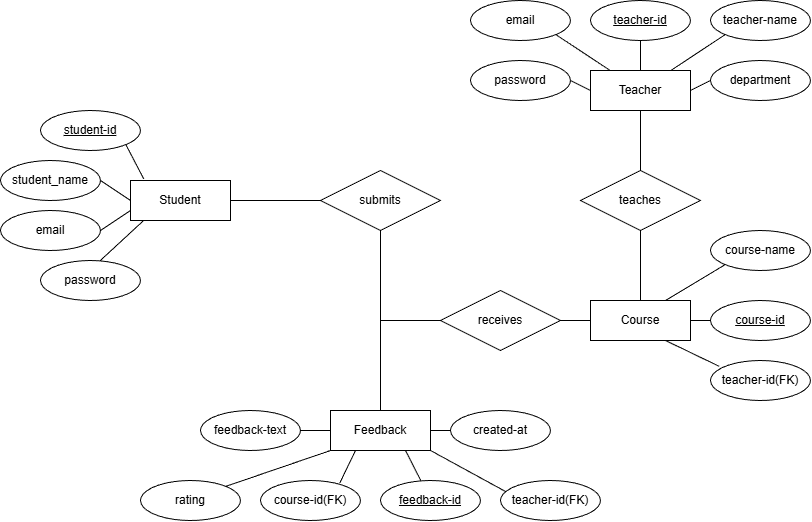 email
teacher-id
teacher-name
password
Teacher
department
student-id
student_name
Student
submits
teaches
email
course-name
password
receives
Course
course-id
teacher-id(FK)
feedback-text
Feedback
created-at
rating
course-id(FK)
feedback-id
teacher-id(FK)